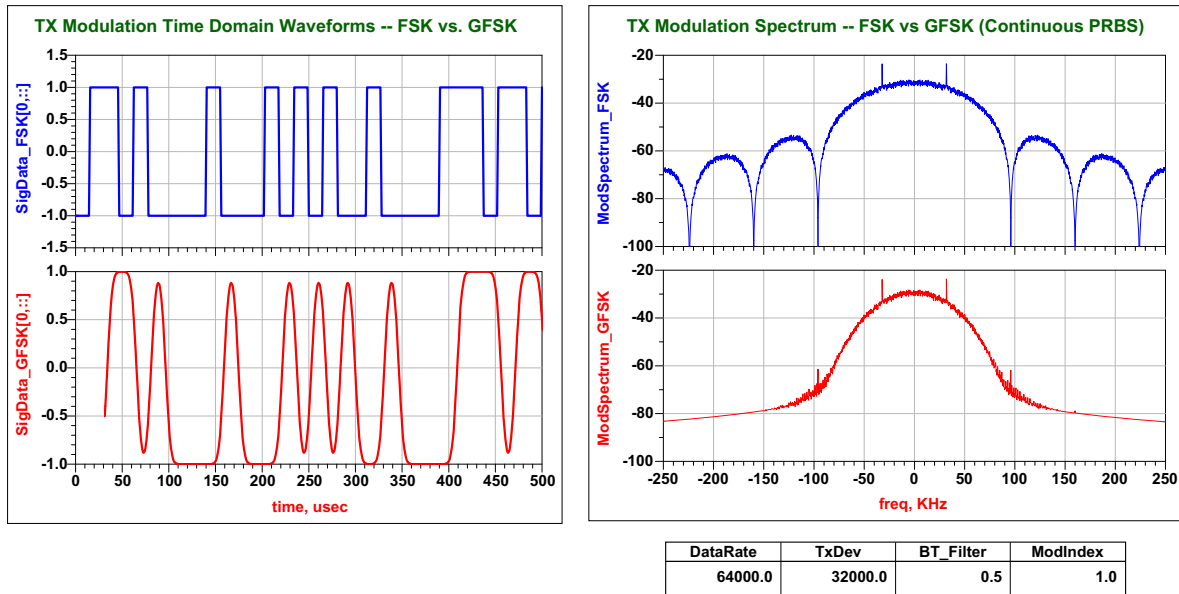 TX Modulation Time Domain Waveforms -- FSK vs. GFSK
SigData_FSK[0,::]
1.5
1.0
0.5
0.0
-0.5
-1.0
-1.5
SigData_GFSK[0,::]
1.0
0.5
0.0
-0.5
-1.0
0 50 100 150 200 250 300 350 400 450 500
time, usec
TX Modulation Spectrum -- FSK vs GFSK (Continuous PRBS)
ModSpectrum_FSK
-20
-40
-60
-80
-100
ModSpectrum_GFSK
-20
-40
-60
-80
-100
-250 -200 -150 -100 -50 0 50 100 150 200 250
freq, KHz
DataRate TxDev BT_Filter ModIndex
64000.0 32000.0 0.5 1.0